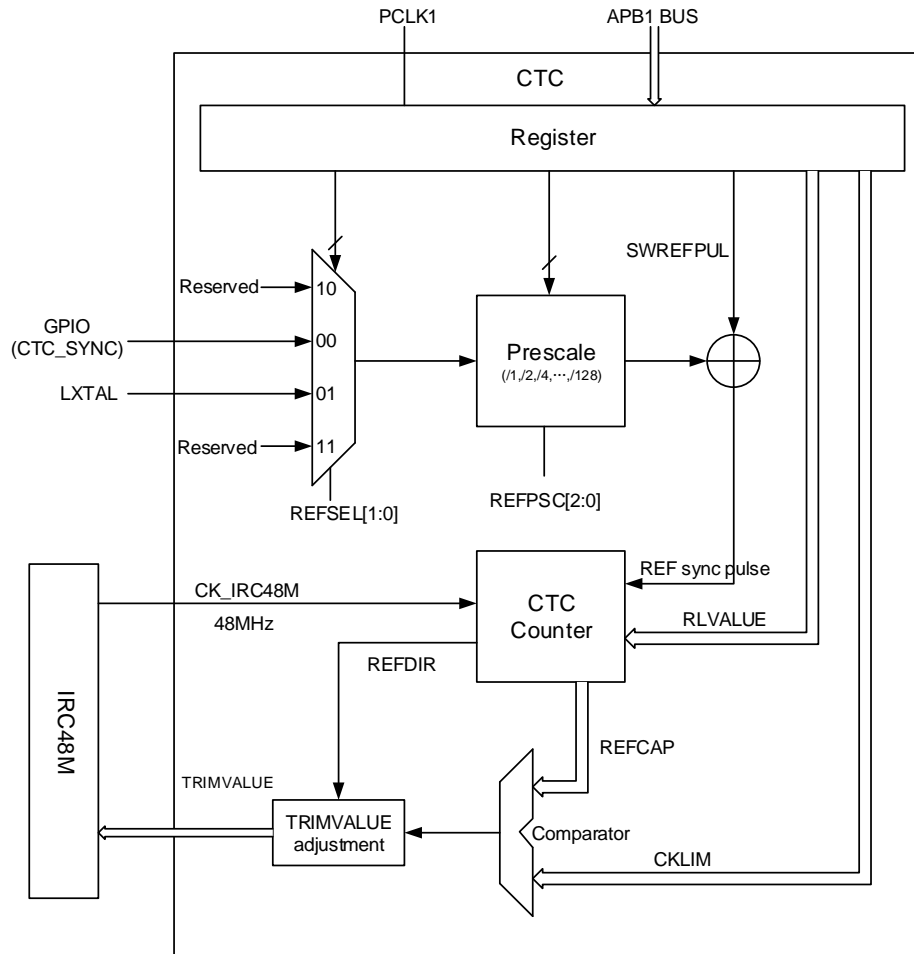 PCLK1
APB1 BUS
CTC
Register
SWREFPUL
Reserved
10
GPIO
(CTC_SYNC)
00
Prescale
(/1,/2,/4,···,/128)
LXTAL
01
Reserved
11
REFSEL[1:0]
REFPSC[2:0]
CK_IRC48M
48MHz
CTC
Counter
REF sync pulse
RLVALUE
REFDIR
IRC48M
REFCAP
TRIMVALUE
TRIMVALUE
adjustment
Comparator
CKLIM